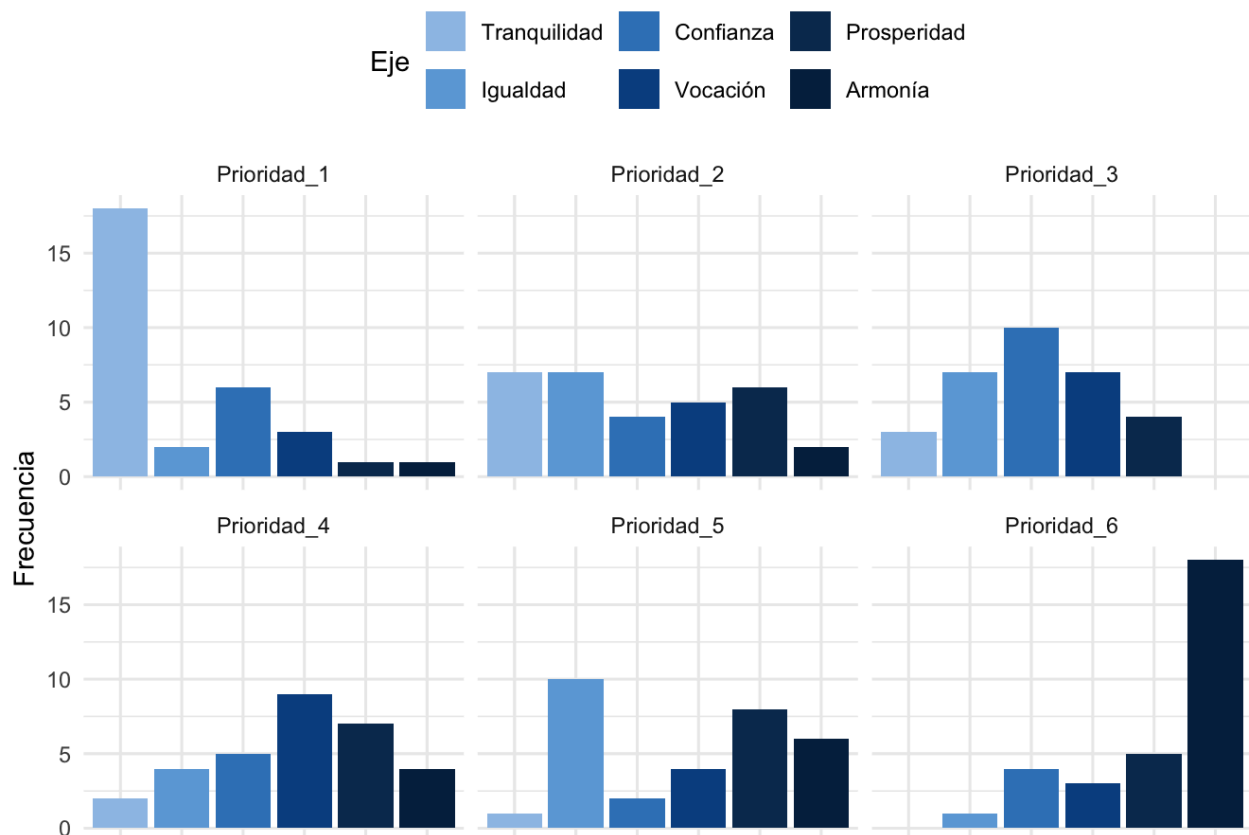 Eje
Tranquilidad Confianza Prosperidad
Igualdad Vocación Armonía
Prioridad_1 Prioridad_2 Prioridad_3
15
10
5
0
Frecuencia
Prioridad_4 Prioridad_5 Prioridad_6
15
10
5
0